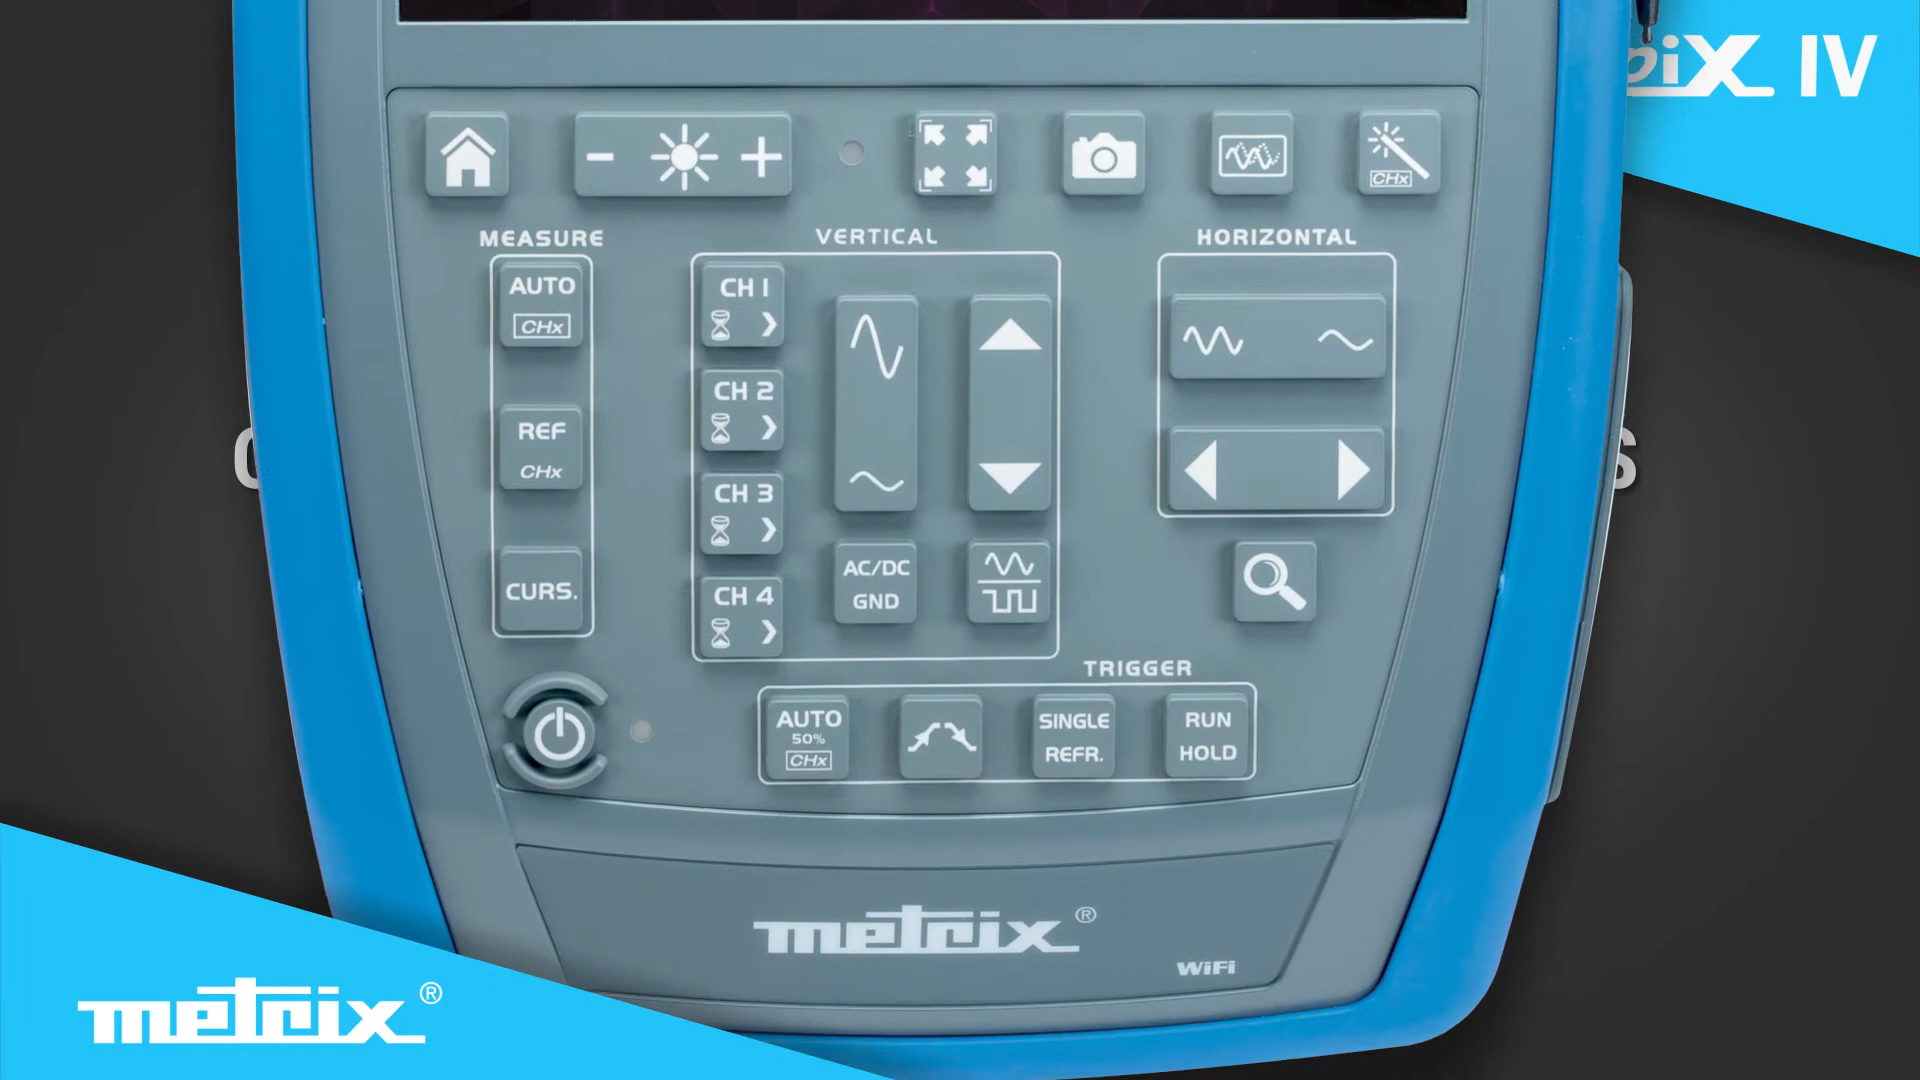 iX IV
CHx
MEASURE
VERTICAL
HORIZONTAL
AUTO
CHx
REF
CHx
CURS.
CH 1
CH 2
CH 3
CH 4
AC/DC
GND
TRIGGER
AUTO
50%
CHx
SINGLE
REFR.
RUN
HOLD
metrix®
WiFi
metrix®